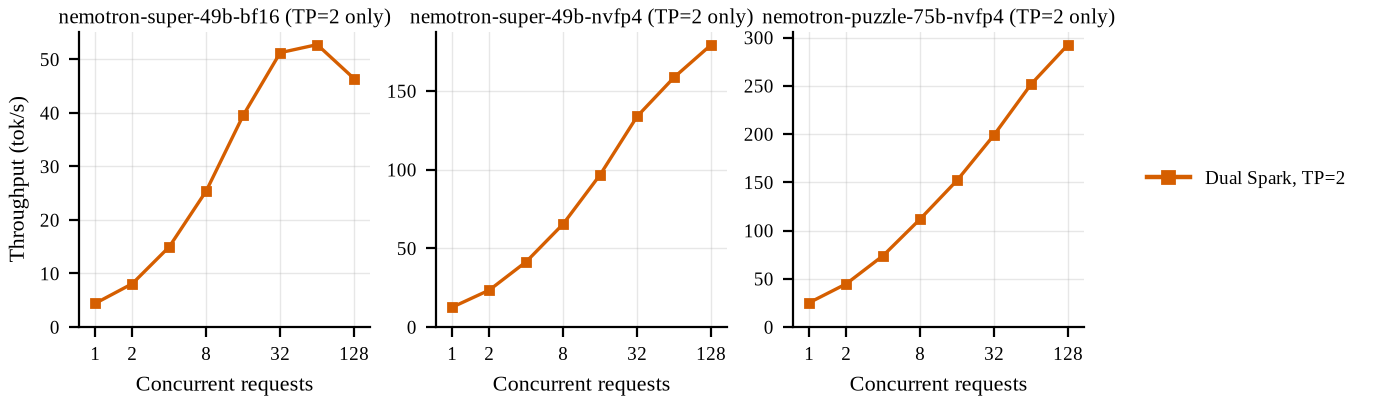 nemotron-super-49b-bf16 (TP=2 only)
nemotron-super-49b-nvfp4 (TP=2 only)
nemotron-puzzle-75b-nvfp4 (TP=2 only)
Throughput (tok/s)
50
40
30
20
10
0
1 2 8 32 128
Concurrent requests
150
100
50
0
1 2 8 32 128
Concurrent requests
300
250
200
150
100
50
0
1 2 8 32 128
Concurrent requests
Dual Spark, TP=2